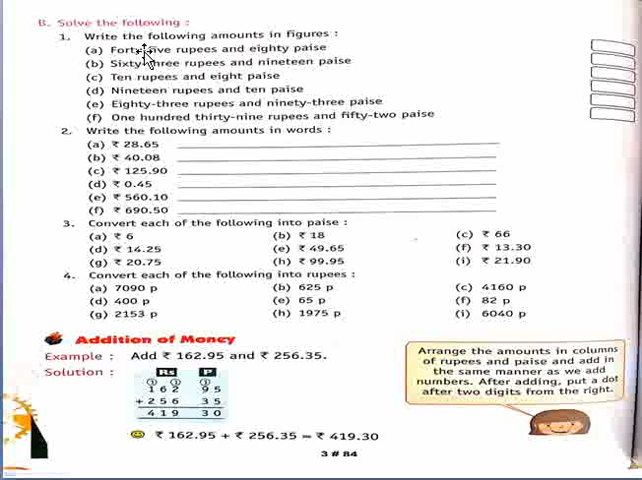 B. Solve the following :
1. Write the following amounts in figures :
(a) Forty-five rupees and eighty paise
(b) Sixty-three rupees and nineteen paise
(c) Ten rupees and eight paise
(d) Nineteen rupees and ten paise
(e) Eighty-three rupees and ninety-three paise
(f) One hundred thirty-nine rupees and fifty-two paise
2. Write the following amounts in words :
(a) ₹ 28.65
(b) ₹ 40.08
(c) ₹ 125.90
(d) ₹ 0.45
(e) ₹ 560.10
(f) ₹ 690.50
3. Convert each of the following into paise :
(a) ₹ 6 (b) ₹ 18 (c) ₹ 66
(d) ₹ 14.25 (e) ₹ 49.65 (f) ₹ 13.30
(g) ₹ 20.75 (h) ₹ 99.95 (i) ₹ 21.90
4. Convert each of the following into rupees :
(a) 7090 p (b) 625 p (c) 4160 p
(d) 400 p (e) 65 p (f) 82 p
(g) 2153 p (h) 1975 p (i) 6040 p
Addition of Money
Example : Add ₹ 162.95 and ₹ 256.35.
Solution :
Rs P
1 1 1
1 6 2 9 5
+ 2 5 6 3 5
4 1 9 3 0
₹ 162.95 + ₹ 256.35 = ₹ 419.30
Arrange the amounts in columns
of rupees and paise and add in
the same manner as we add
numbers. After adding, put a dot
after two digits from the right.
3 # 84